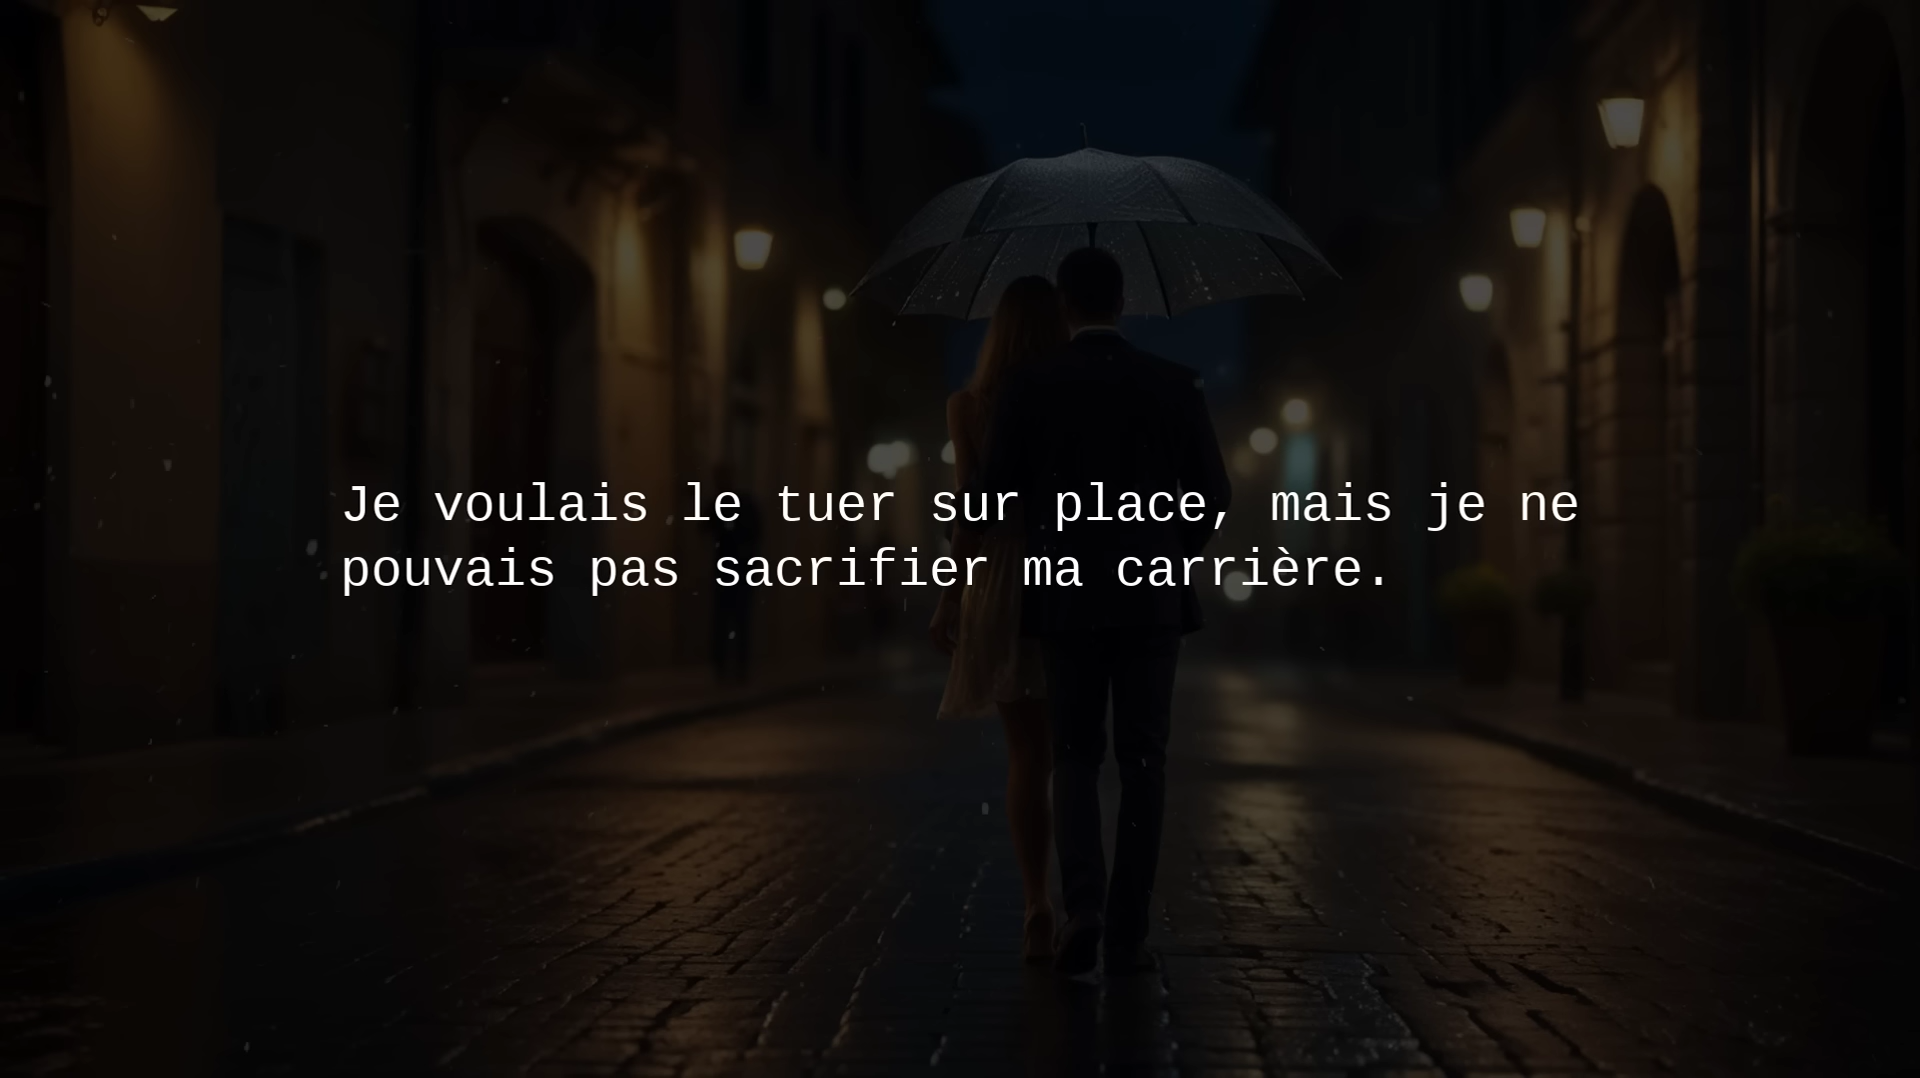 Je voulais le tuer sur place, mais je ne
pouvais pas sacrifier ma carrière.